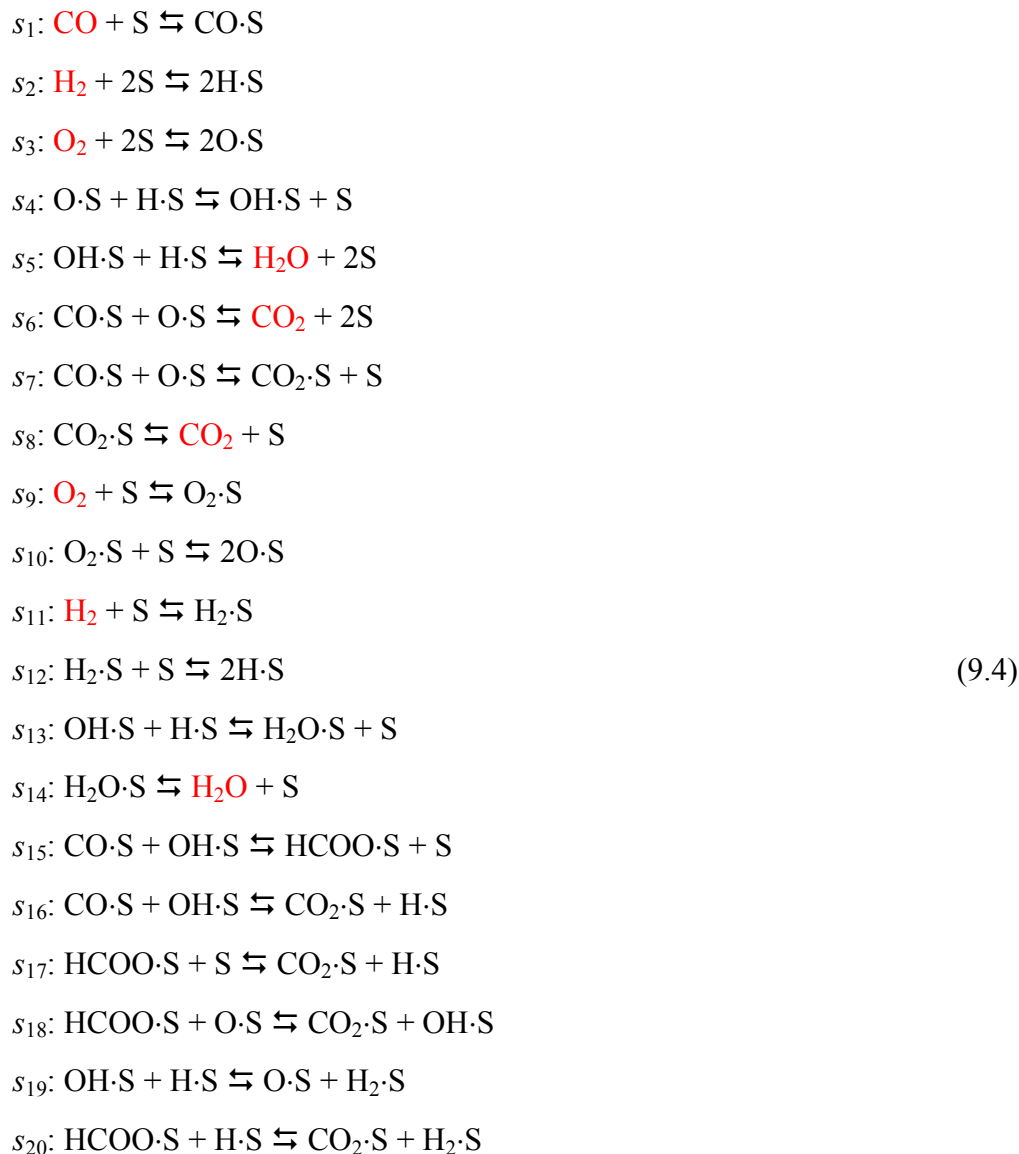 s₁: CO + S ⇆ CO·S
s₂: H₂ + 2S ⇆ 2H·S
s₃: O₂ + 2S ⇆ 2O·S
s₄: O·S + H·S ⇆ OH·S + S
s₅: OH·S + H·S ⇆ H₂O + 2S
s₆: CO·S + O·S ⇆ CO₂ + 2S
s₇: CO·S + O·S ⇆ CO₂·S + S
s₈: CO₂·S ⇆ CO₂ + S
s₉: O₂ + S ⇆ O₂·S
s₁₀: O₂·S + S ⇆ 2O·S
s₁₁: H₂ + S ⇆ H₂·S
s₁₂: H₂·S + S ⇆ 2H·S (9.4)
s₁₃: OH·S + H·S ⇆ H₂O·S + S
s₁₄: H₂O·S ⇆ H₂O + S
s₁₅: CO·S + OH·S ⇆ HCOO·S + S
s₁₆: CO·S + OH·S ⇆ CO₂·S + H·S
s₁₇: HCOO·S + S ⇆ CO₂·S + H·S
s₁₈: HCOO·S + O·S ⇆ CO₂·S + OH·S
s₁₉: OH·S + H·S ⇆ O·S + H₂·S
s₂₀: HCOO·S + H·S ⇆ CO₂·S + H₂·S